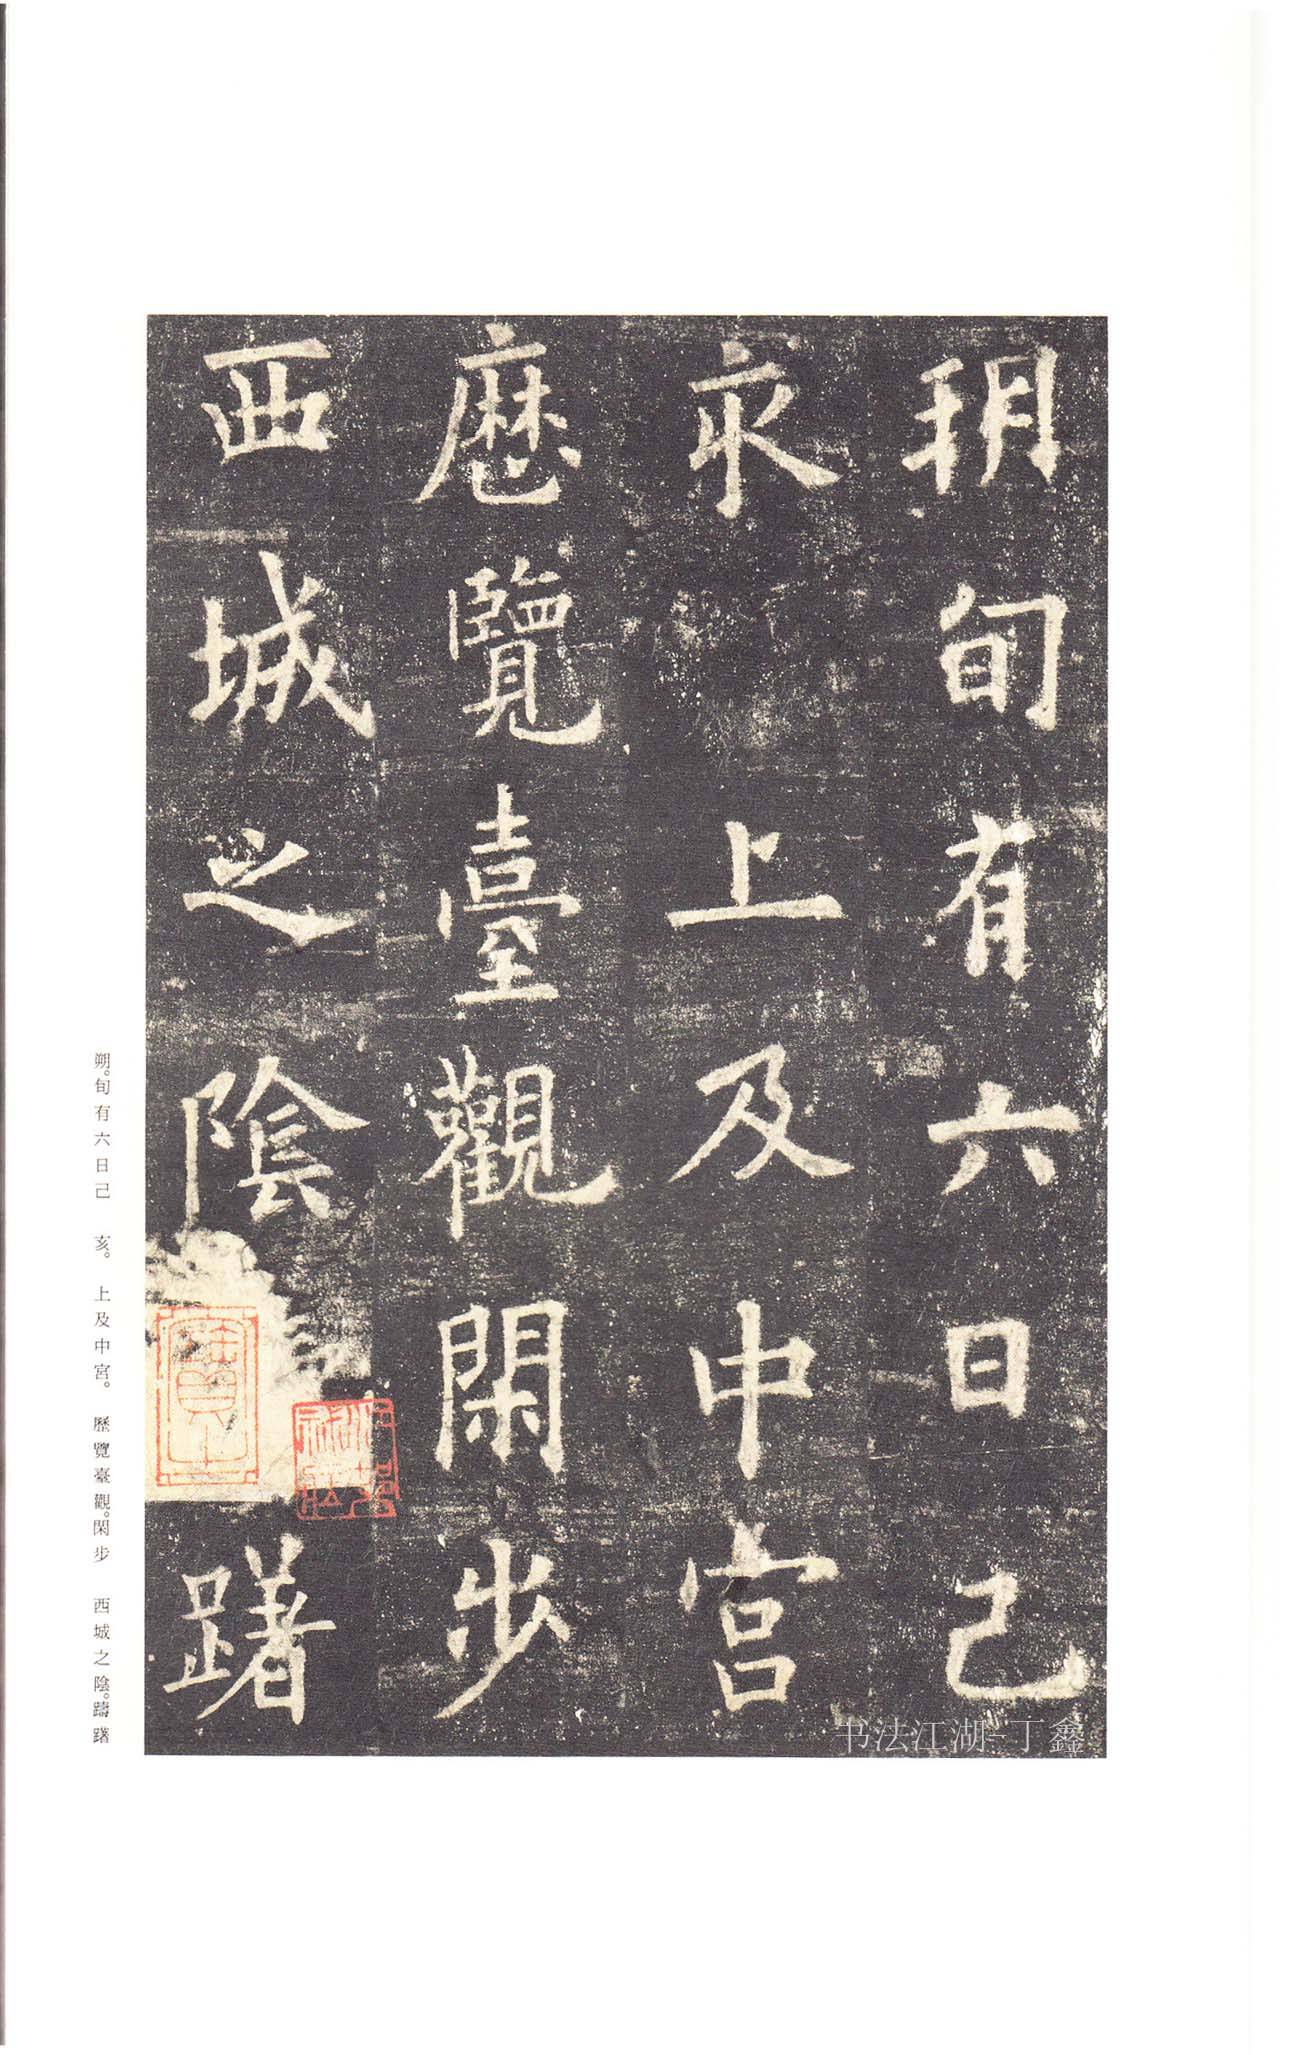 朔旬有六日己
亥上及中宫
歷覽臺觀閑步
西城之陰躇
朔。旬有六日己　亥。　上及中宮。　歷覽臺觀。閑步　西城之陰。躊躇
书法江湖-丁鑫